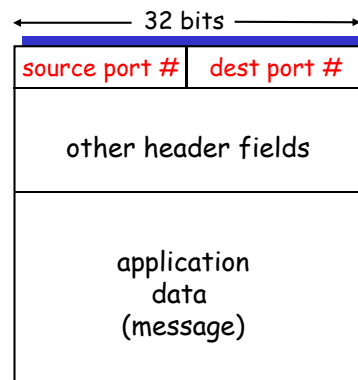 32 bits
source port # dest port #
other header fields
application
data
(message)